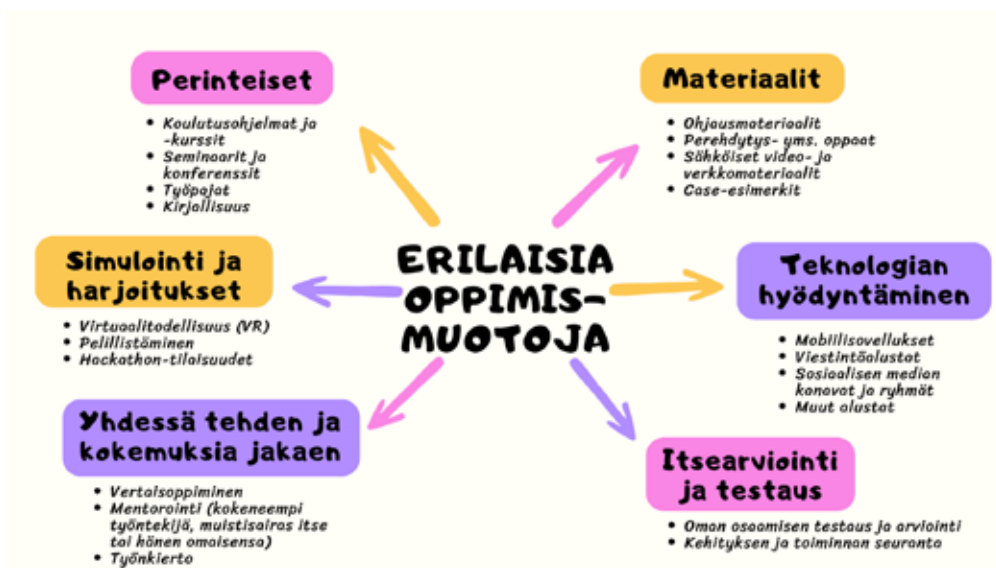 Perinteiset
Koulutusohjelmat ja
-kurssit
Seminaarit ja
konferenssit
Työpajat
Kirjallisuus
Materiaalit
Ohjausmateriaalit
Perehdytys- yms. oppaat
Sähköiset video- ja
verkkomateriaalit
Case-esimerkit
ERILAISIA
OPPIMIS-
MUOTOJA
Simulointi ja
harjoitukset
Virtuaalitodellisuus (VR)
Pelillistäminen
Hackathon-tilaisuudet
Teknologian
hyödyntäminen
Mobiilisovellukset
Viestintäalustat
Sosiaalisen median
kanavat ja ryhmät
Muut alustat
Yhdessä tehden ja
kokemuksia jakaen
Vertaisoppiminen
Mentorointi (kokeneempi
työntekijä, muistisairas itse
tai hänen omaisensa)
Työnkierto
Itsearviointi
ja testaus
Oman osaamisen testaus ja arviointi
Kehityksen ja toiminnan seuranta